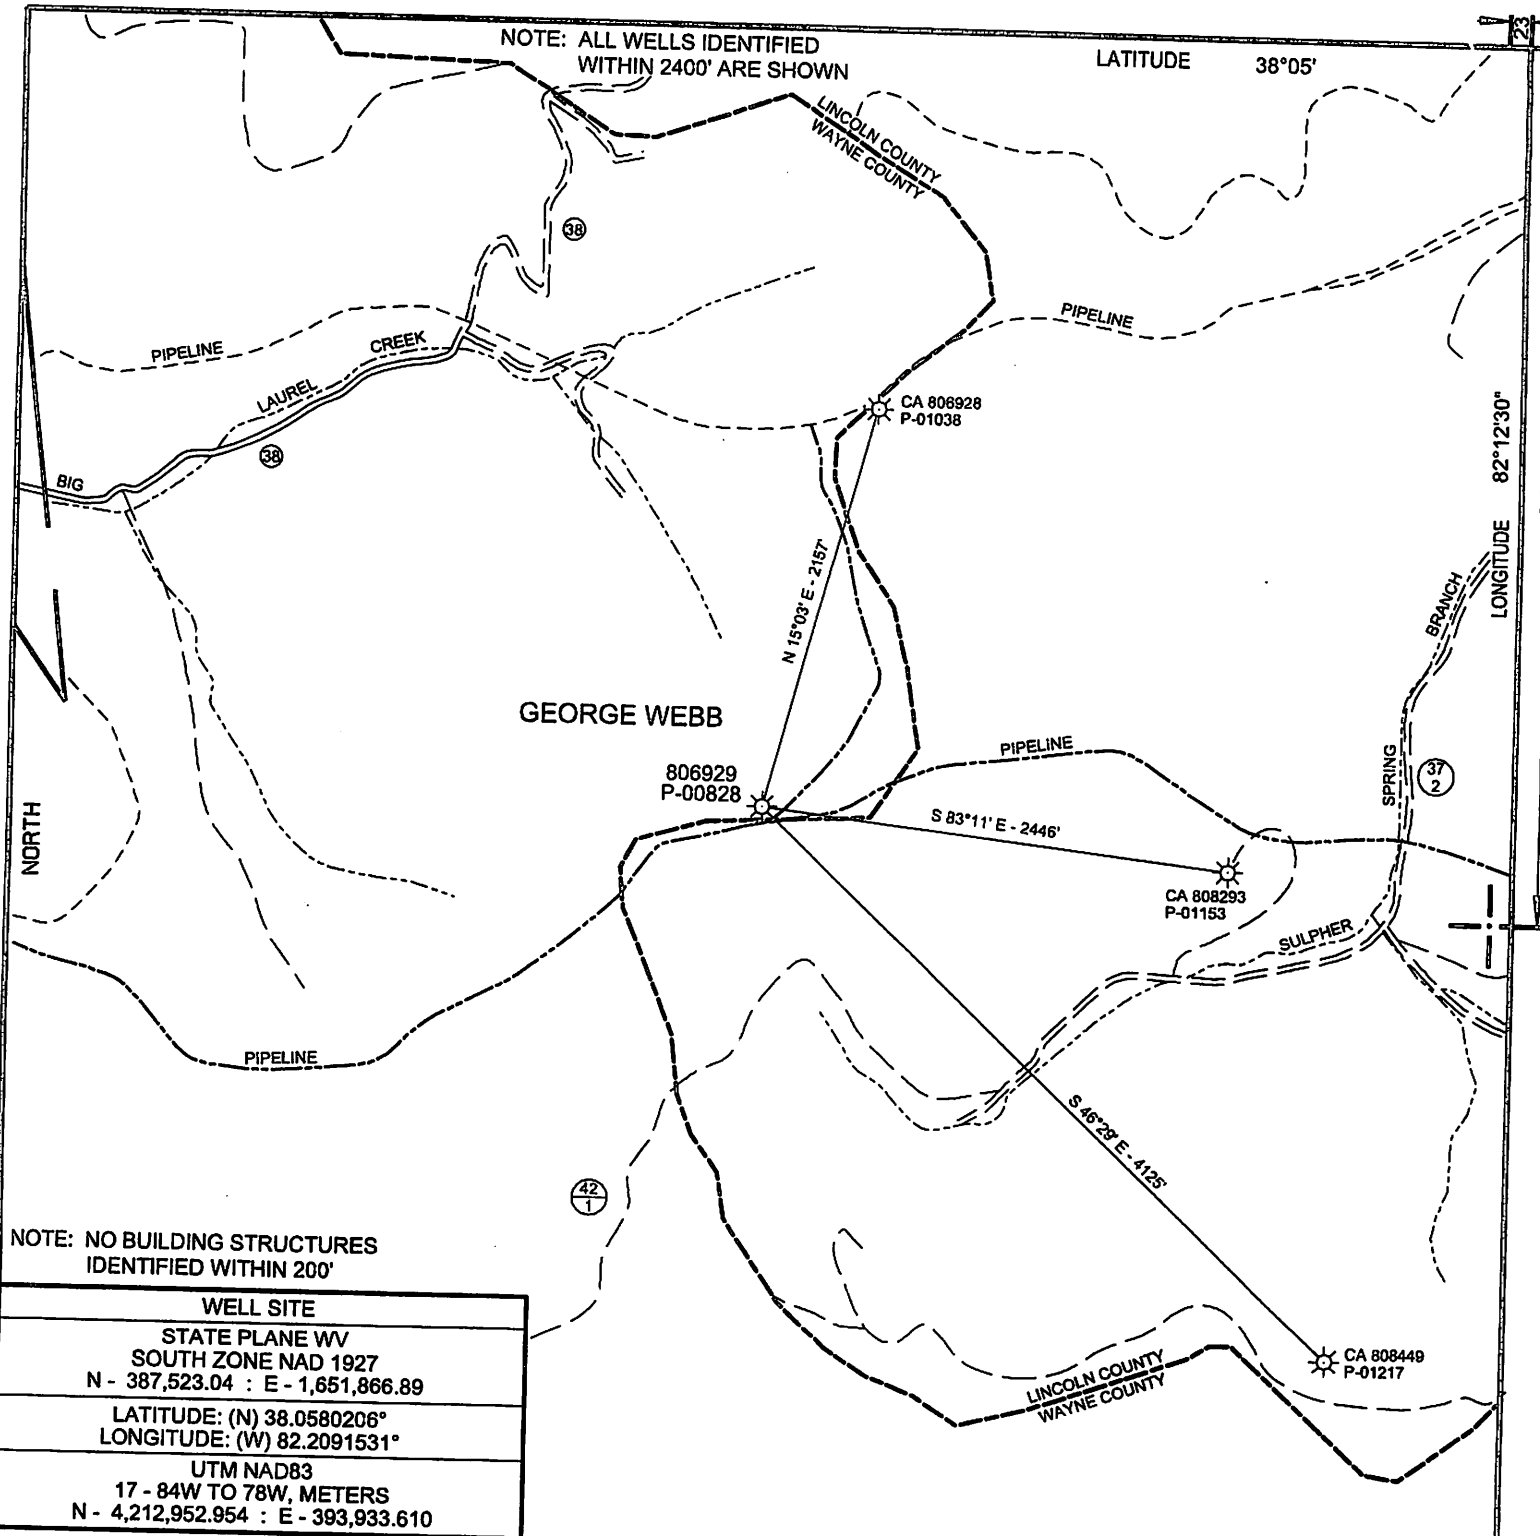 NOTE: ALL WELLS IDENTIFIED
WITHIN 2400' ARE SHOWN
LATITUDE 38°05'
23
LINCOLN COUNTY
WAYNE COUNTY
38
PIPELINE
PIPELINE
CREEK
LAUREL
BIG
38
CA 806928
P-01038
LONGITUDE 82°12'30"
N 15°03' E - 2157'
BRANCH
SPRING
37
2
GEORGE WEBB
806929
P-00828
PIPELINE
S 83°11' E - 2446'
NORTH
CA 808293
P-01153
SULPHER
PIPELINE
S 46°29' E - 4125'
42
1
NOTE: NO BUILDING STRUCTURES
IDENTIFIED WITHIN 200'
CA 808449
P-01217
LINCOLN COUNTY
WAYNE COUNTY
WELL SITE
STATE PLANE WV
SOUTH ZONE NAD 1927
N - 387,523.04 : E - 1,651,866.89
LATITUDE: (N) 38.0580206°
LONGITUDE: (W) 82.2091531°
UTM NAD83
17 - 84W TO 78W, METERS
N - 4,212,952.954 : E - 393,933.610